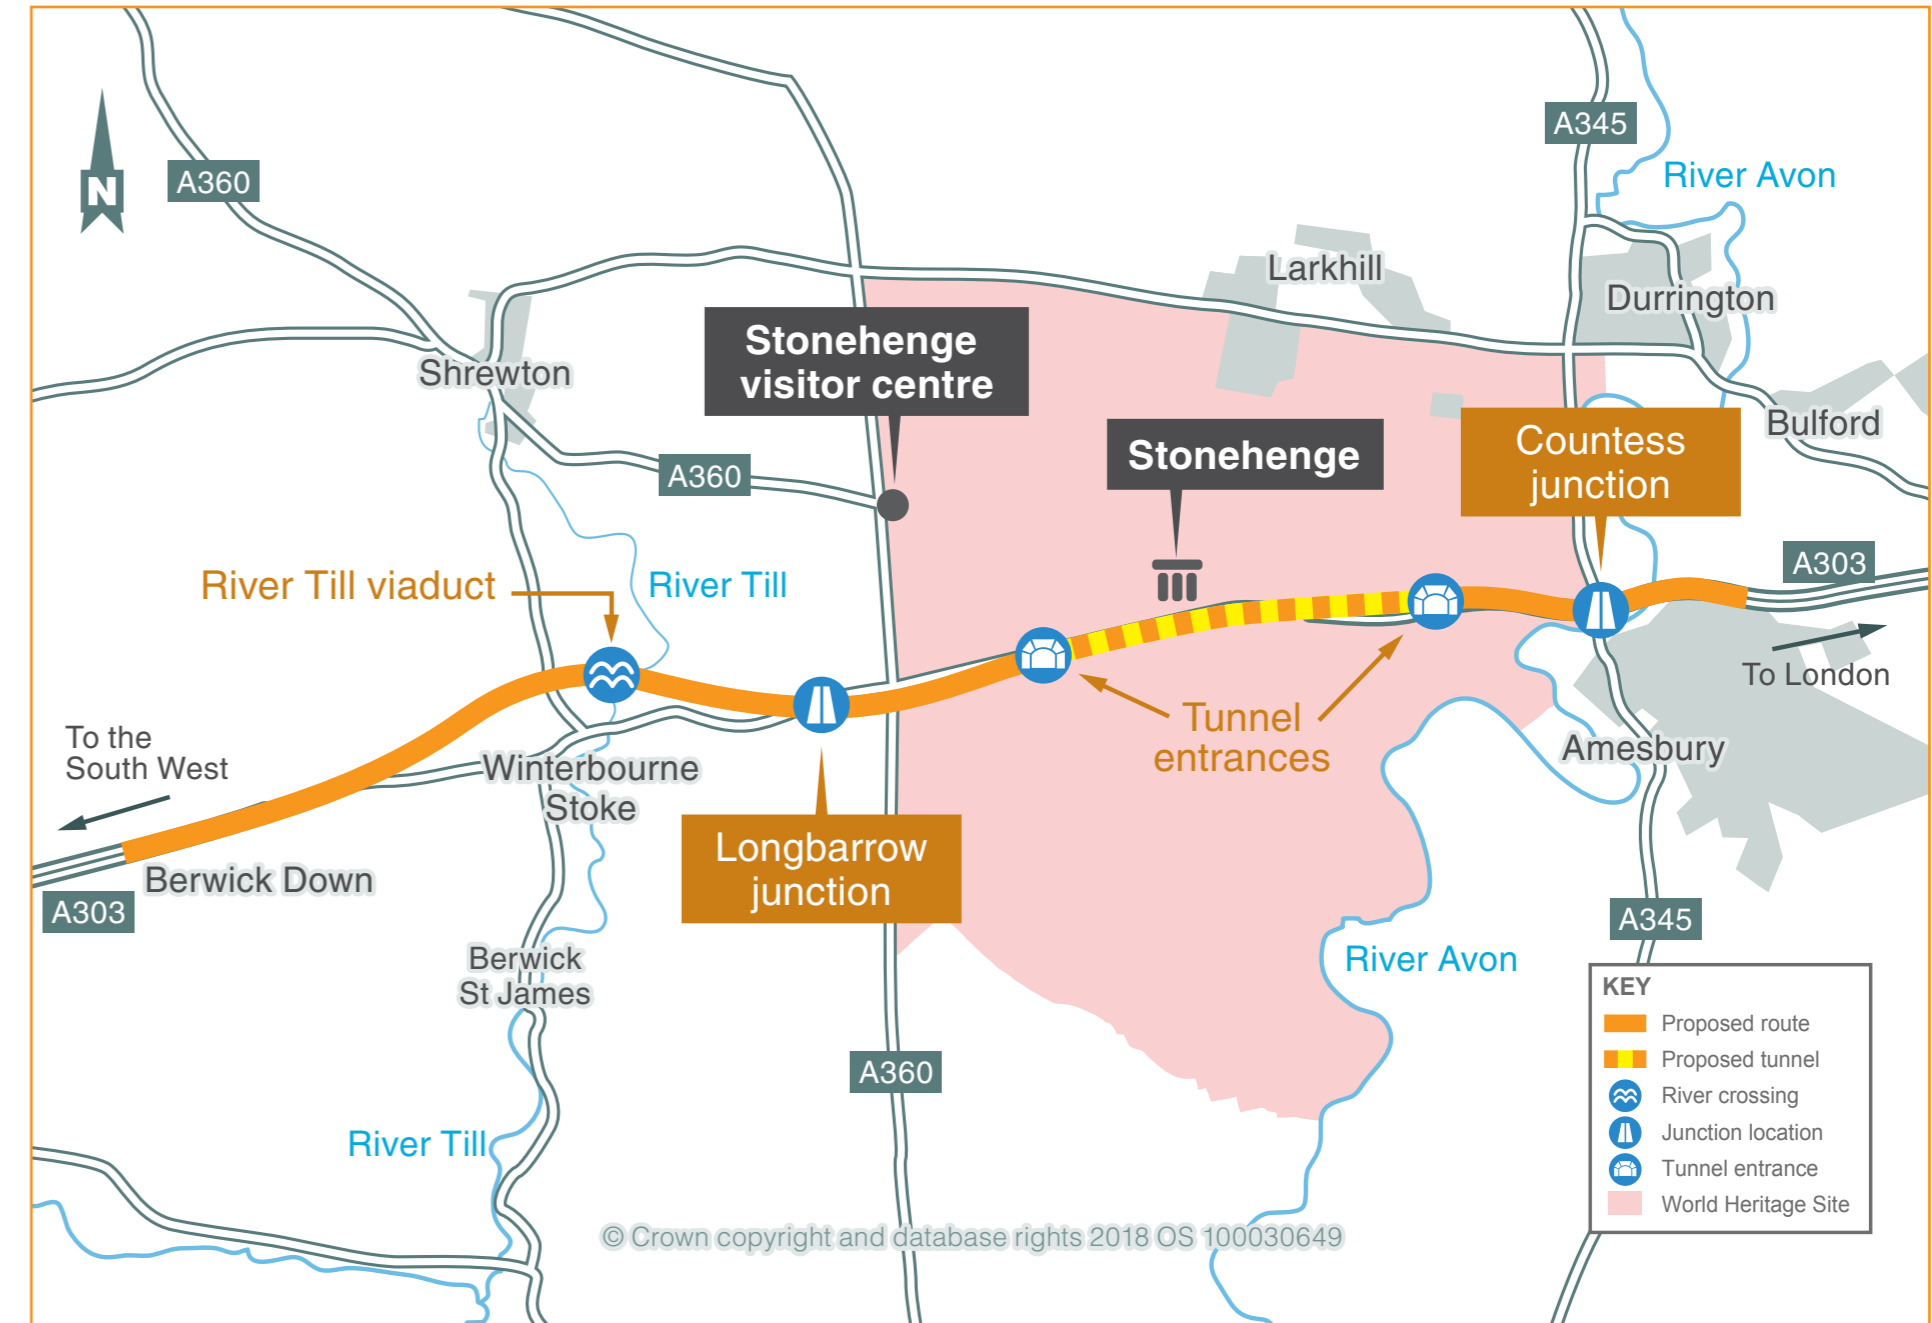 A345
River Avon
N
A360
Larkhill
Durrington
Stonehenge
visitor centre
Shrewton
Bulford
Countess
junction
Stonehenge
A360
A303
River Till viaduct
River Till
To London
Tunnel
entrances
To the
South West
Winterbourne
Stoke
Amesbury
Longbarrow
junction
Berwick Down
A303
A345
Berwick
St James
River Avon
A360
River Till
KEY
Proposed route
Proposed tunnel
River crossing
Junction location
Tunnel entrance
World Heritage Site
© Crown copyright and database rights 2018 OS 100030649